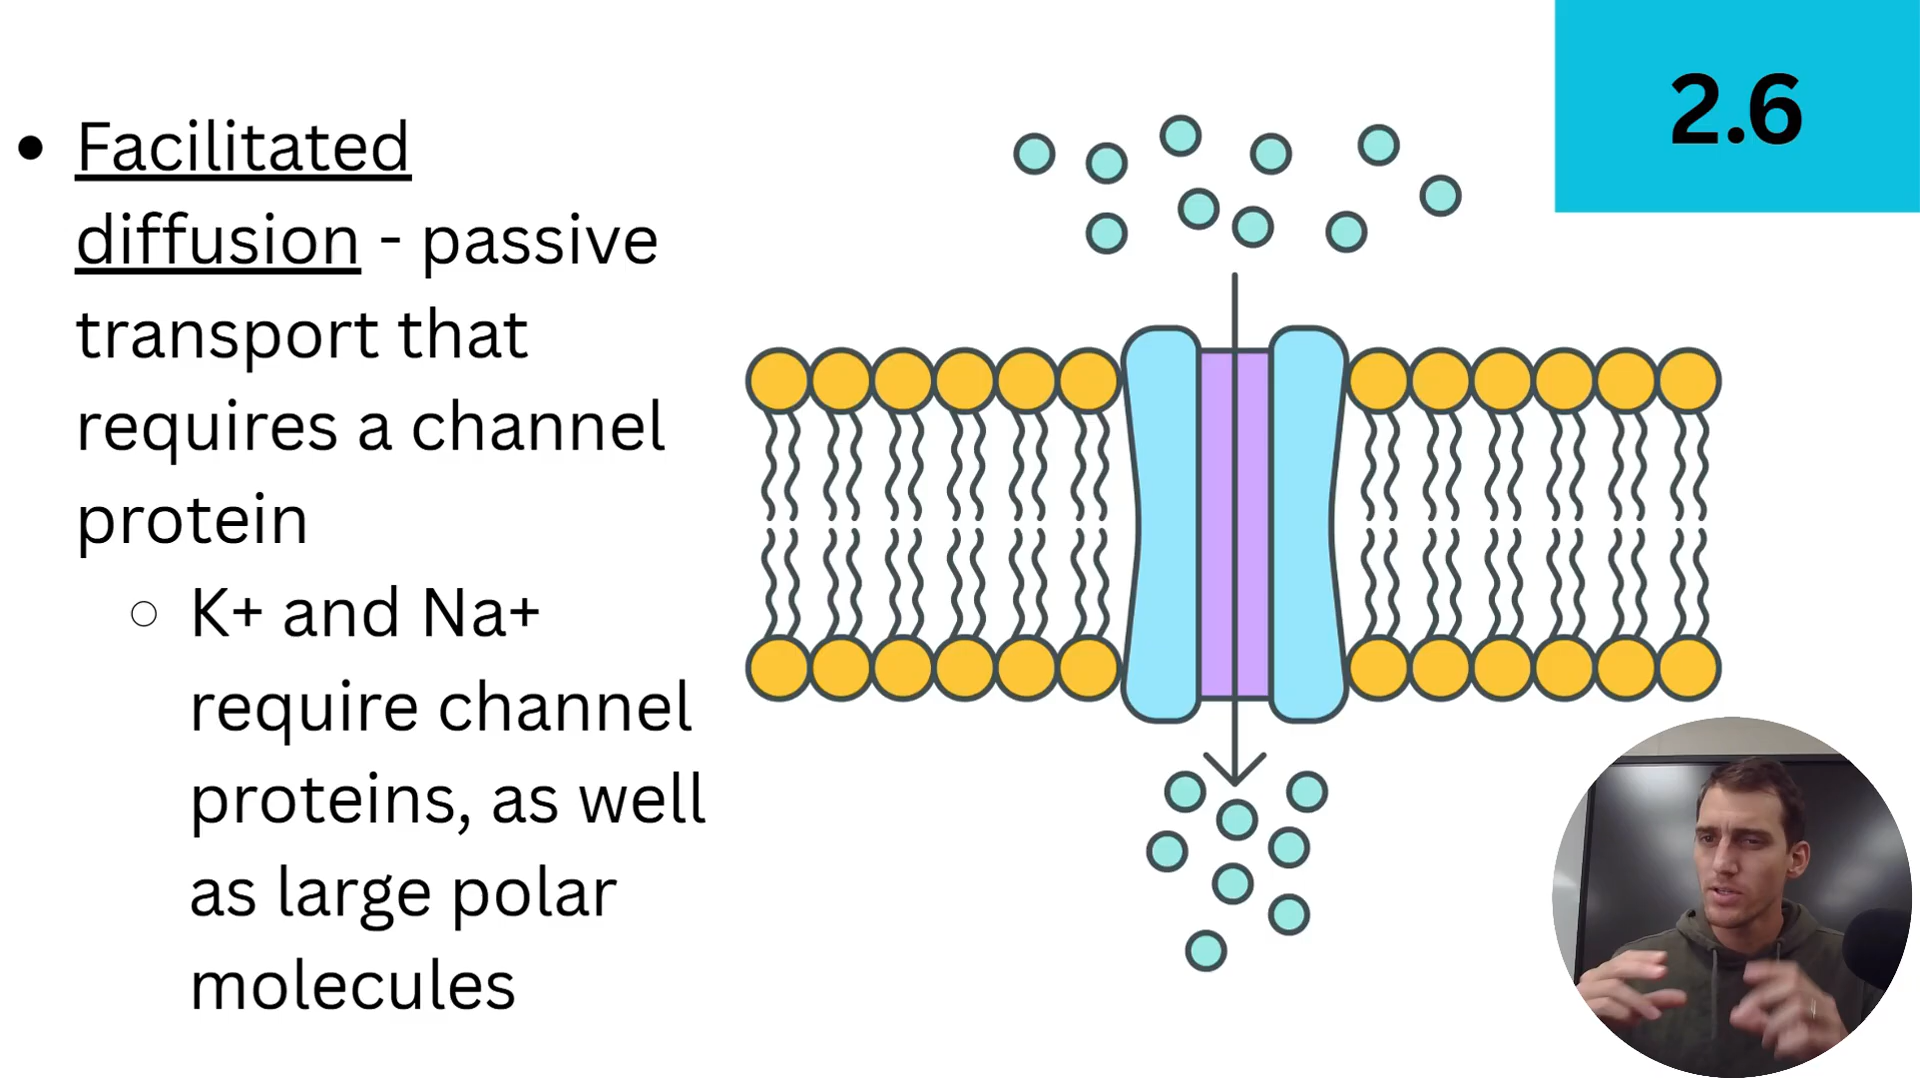 2.6
Facilitated
diffusion - passive
transport that
requires a channel
protein
K+ and Na+
require channel
proteins, as well
as large polar
molecules